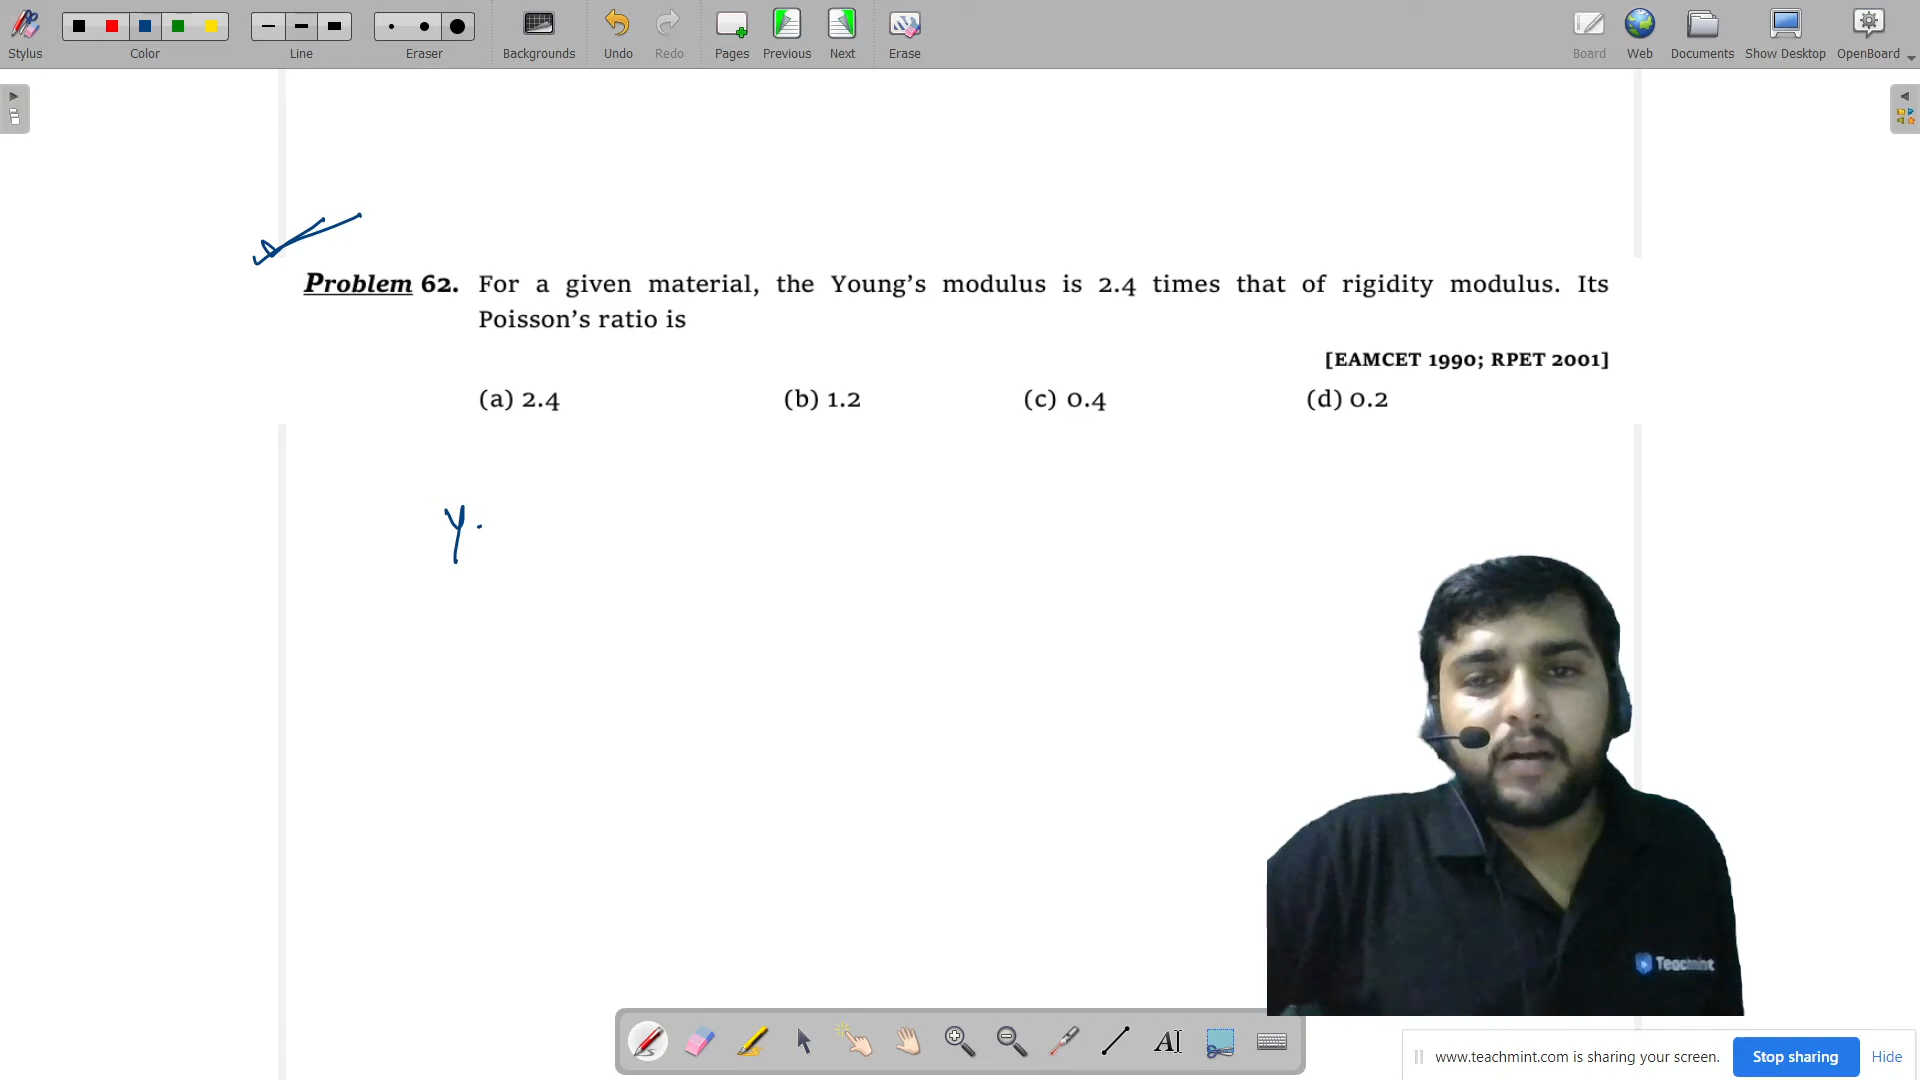 Stylus Color Line Eraser Backgrounds Undo Redo Pages Previous Next Erase Board Web Documents Show Desktop OpenBoard
Problem 62. For a given material, the Young's modulus is 2.4 times that of rigidity modulus. Its
Poisson's ratio is
[EAMCET 1990; RPET 2001]
(a) 2.4 (b) 1.2 (c) 0.4 (d) 0.2
Y
Teachmint
www.teachmint.com is sharing your screen. Stop sharing Hide